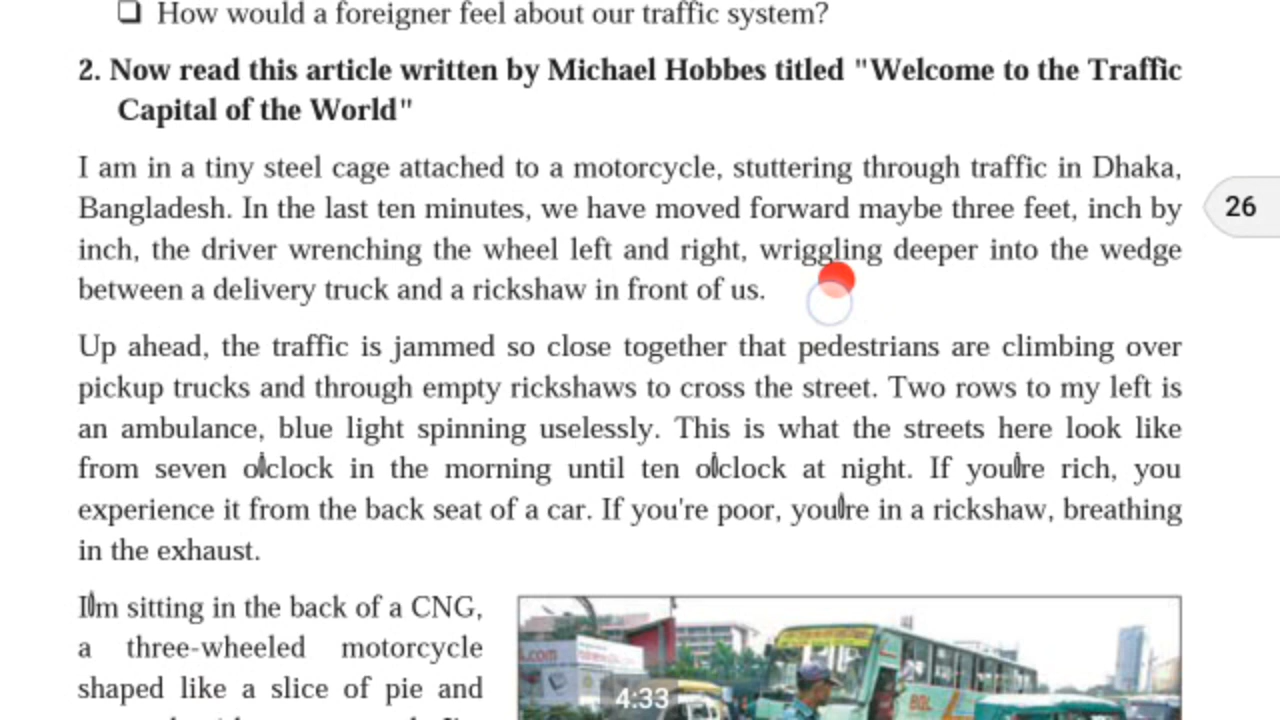 ❑ How would a foreigner feel about our traffic system?
2. Now read this article written by Michael Hobbes titled "Welcome to the Traffic
Capital of the World"
I am in a tiny steel cage attached to a motorcycle, stuttering through traffic in Dhaka,
Bangladesh. In the last ten minutes, we have moved forward maybe three feet, inch by
26
inch, the driver wrenching the wheel left and right, wriggling deeper into the wedge
between a delivery truck and a rickshaw in front of us.
Up ahead, the traffic is jammed so close together that pedestrians are climbing over
pickup trucks and through empty rickshaws to cross the street. Two rows to my left is
an ambulance, blue light spinning uselessly. This is what the streets here look like
from seven o'clock in the morning until ten o'clock at night. If you're rich, you
experience it from the back seat of a car. If you're poor, you're in a rickshaw, breathing
in the exhaust.
I'm sitting in the back of a CNG,
a three-wheeled motorcycle
shaped like a slice of pie and
.com
4:33